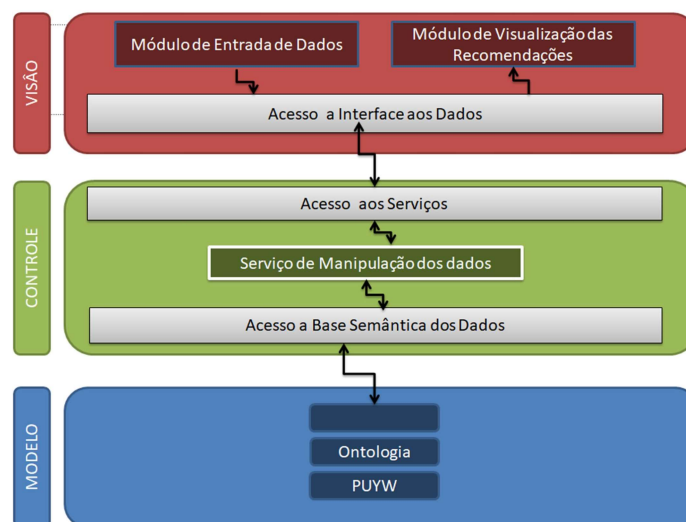 VISÂO
Módulo de Entrada de Dados
Módulo de Visualização das
Recomendações
Acesso a Interface aos Dados
CONTROLE
Acesso aos Serviços
Serviço de Manipulação dos dados
Acesso a Base Semântica dos Dados
MODELO
Ontologia
PUYW